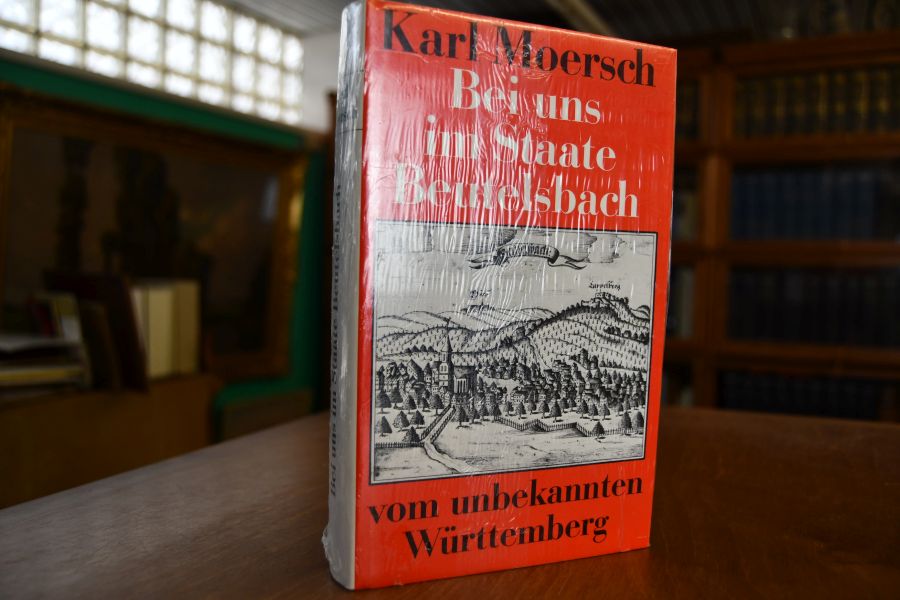 Karl Moersch
Bei uns
im Staate
Beutelsbach
vom unbekannten
Württemberg
Bei uns im Staate Beutelsbach